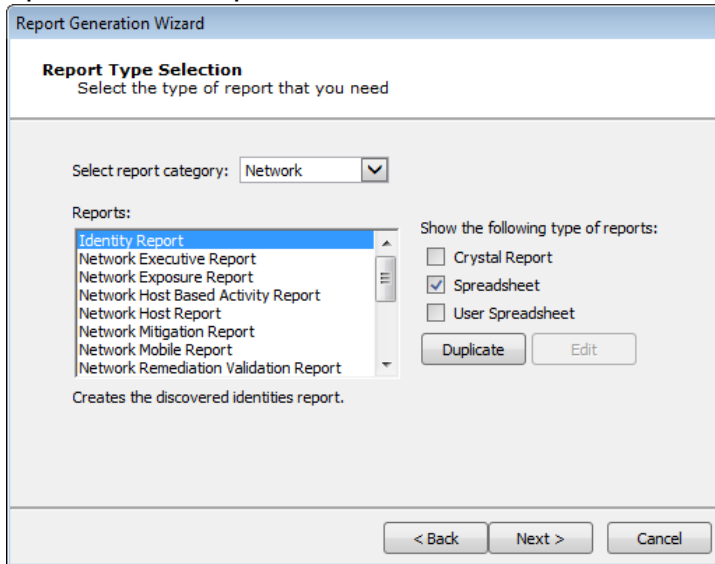 Report Generation Wizard
Report Type Selection
Select the type of report that you need
Select report category: Network
Reports:
Identity Report
Network Executive Report
Network Exposure Report
Network Host Based Activity Report
Network Host Report
Network Mitigation Report
Network Mobile Report
Network Remediation Validation Report
Creates the discovered identities report.
Show the following type of reports:
Crystal Report
Spreadsheet
User Spreadsheet
Duplicate Edit
< Back Next > Cancel